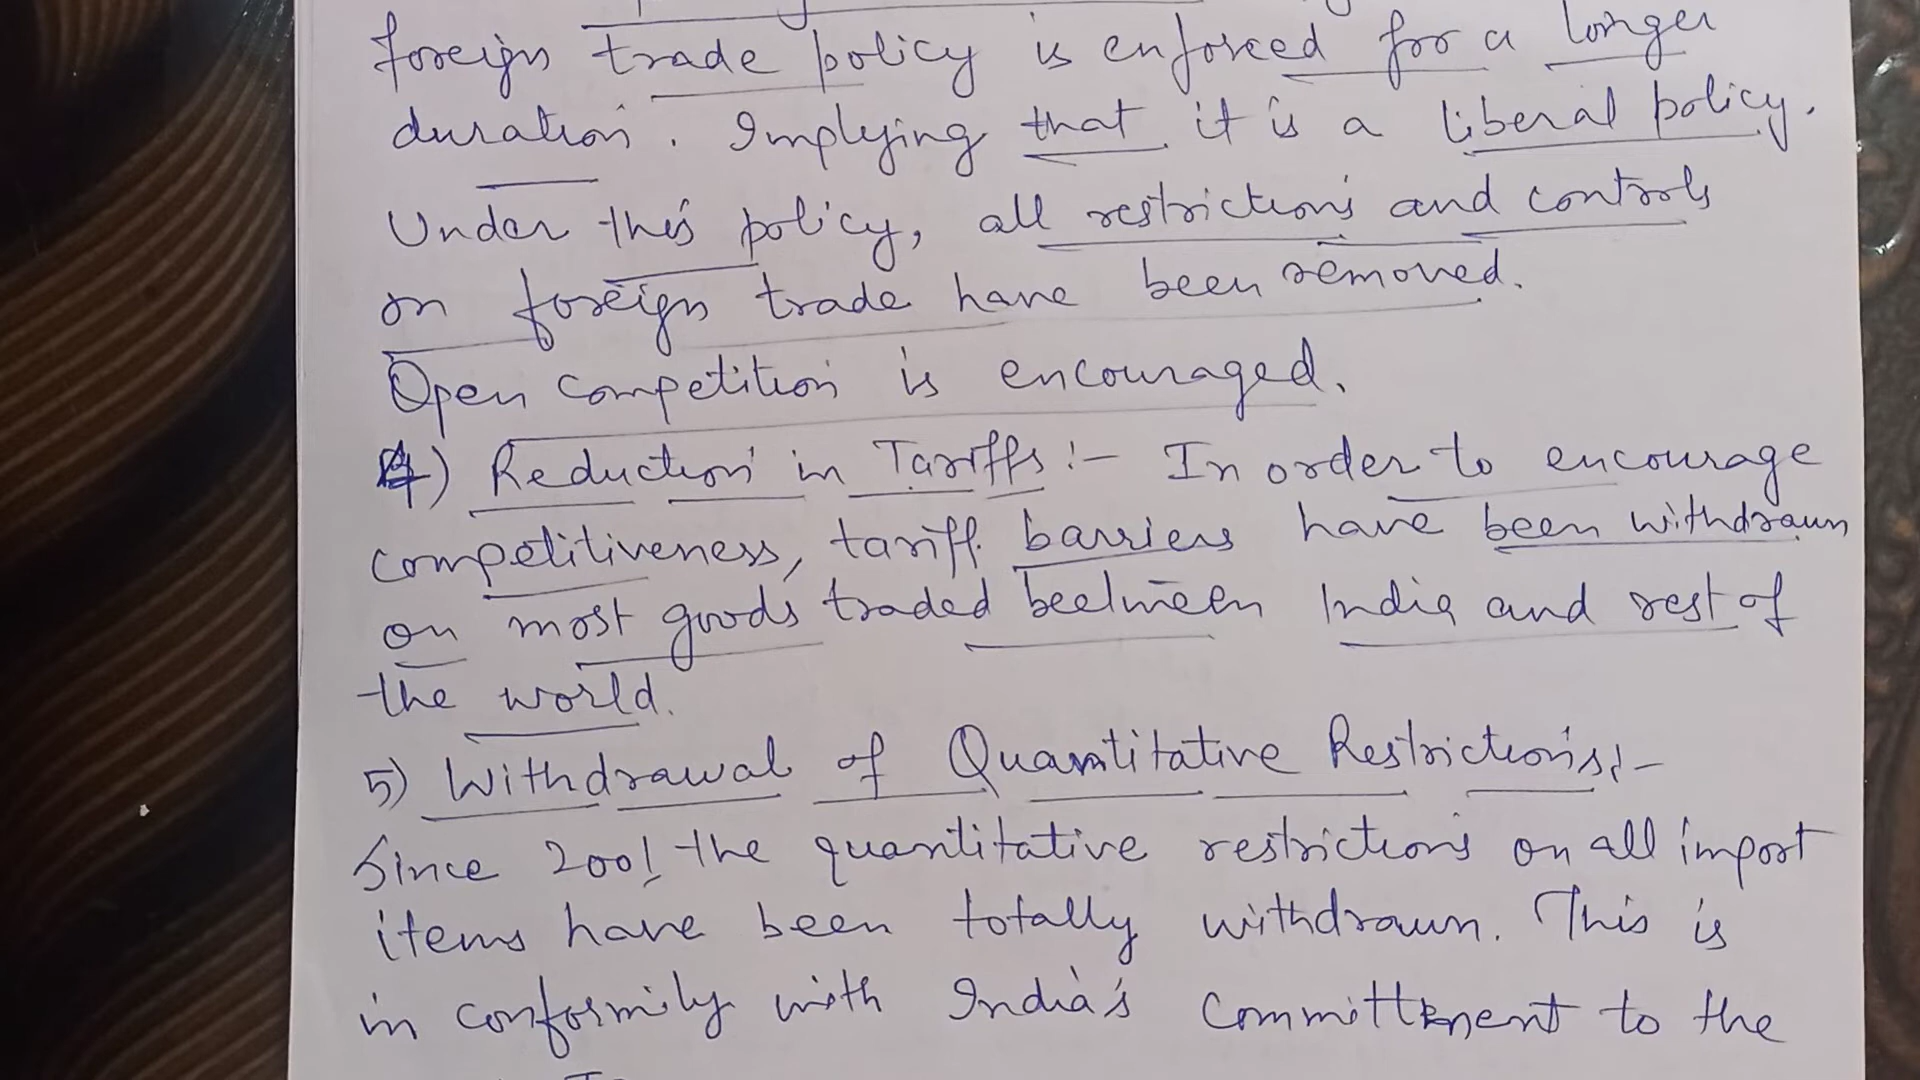 foreign trade policy is enforced for a longer
duration. Implying that it is a liberal policy.
Under this policy, all restrictions and controls
on foreign trade have been removed.
Open competition is encouraged.
4) Reduction in Tariffs :- In order to encourage
competitiveness, tariff barriers have been withdrawn
on most goods traded beetween India and rest of
the world.
5) Withdrawal of Quantitative Restrictions :-
Since 2001 the quantitative restrictions on all import
items have been totally withdrawn. This is
in conformity with India's Committment to the